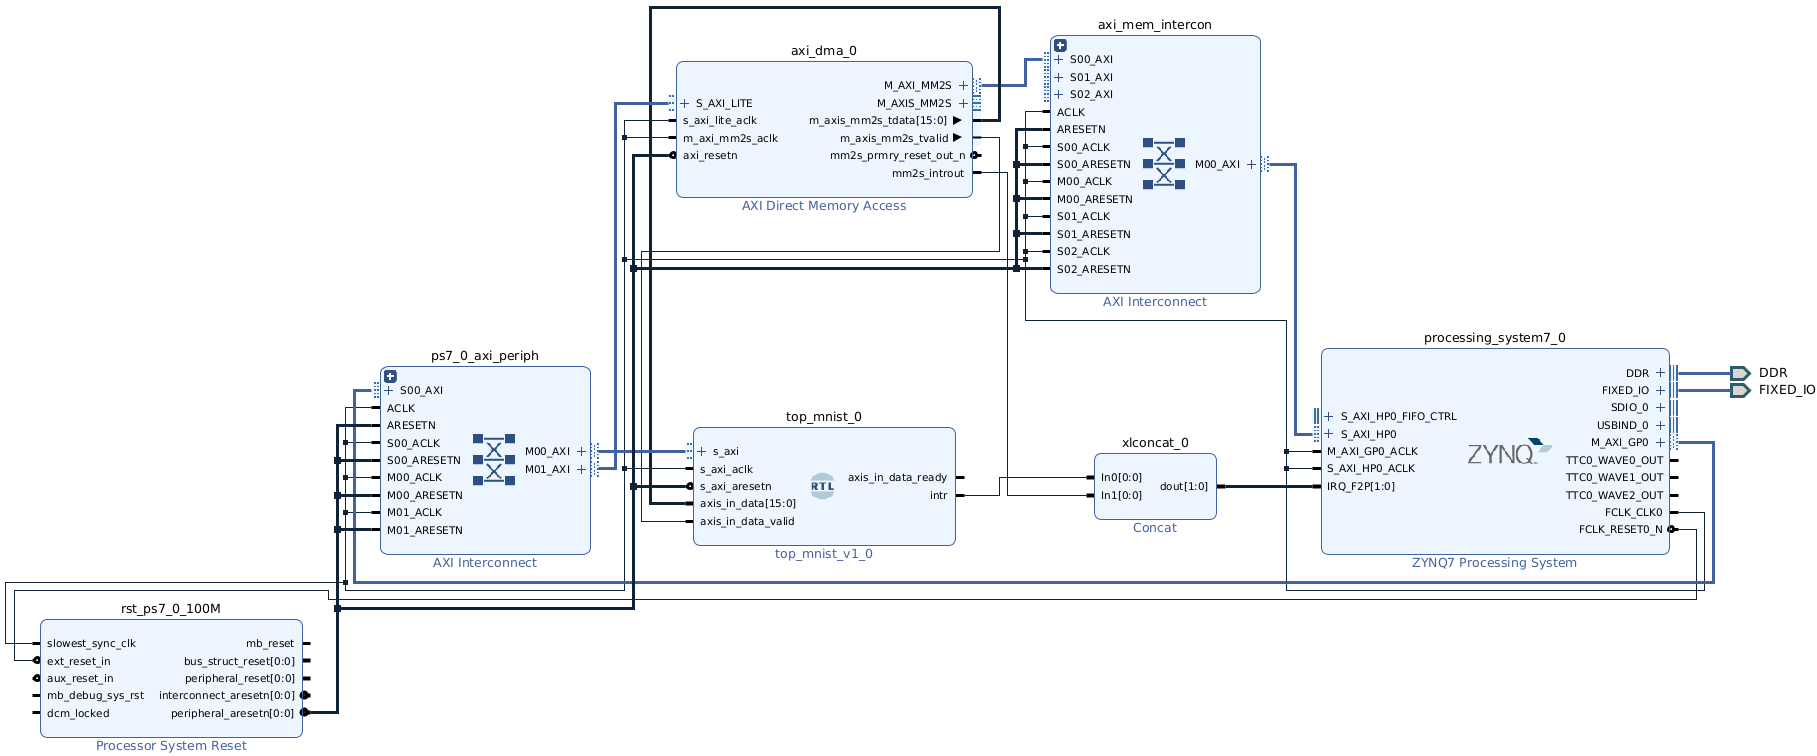 axi_dma_0
S_AXI_LITE
s_axi_lite_aclk
m_axi_mm2s_aclk
axi_resetn
M_AXI_MM2S
M_AXIS_MM2S
m_axis_mm2s_tdata[15:0]
m_axis_mm2s_tvalid
mm2s_prmry_reset_out_n
mm2s_introut
AXI Direct Memory Access
axi_mem_intercon
S00_AXI
S01_AXI
S02_AXI
ACLK
ARESETN
S00_ACLK
S00_ARESETN
M00_ACLK
M00_ARESETN
S01_ACLK
S01_ARESETN
S02_ACLK
S02_ARESETN
M00_AXI
AXI Interconnect
ps7_0_axi_periph
S00_AXI
ACLK
ARESETN
S00_ACLK
S00_ARESETN
M00_ACLK
M00_ARESETN
M01_ACLK
M01_ARESETN
M00_AXI
M01_AXI
AXI Interconnect
top_mnist_0
s_axi
s_axi_aclk
s_axi_aresetn
axis_in_data[15:0]
axis_in_data_valid
RTL
axis_in_data_ready
intr
top_mnist_v1_0
xlconcat_0
In0[0:0]
In1[0:0]
dout[1:0]
Concat
processing_system7_0
S_AXI_HP0_FIFO_CTRL
S_AXI_HP0
M_AXI_GP0_ACLK
S_AXI_HP0_ACLK
IRQ_F2P[1:0]
ZYNQ
DDR
FIXED_IO
SDIO_0
USBIND_0
M_AXI_GP0
TTC0_WAVE0_OUT
TTC0_WAVE1_OUT
TTC0_WAVE2_OUT
FCLK_CLK0
FCLK_RESET0_N
ZYNQ7 Processing System
DDR
FIXED_IO
rst_ps7_0_100M
slowest_sync_clk
ext_reset_in
aux_reset_in
mb_debug_sys_rst
dcm_locked
mb_reset
bus_struct_reset[0:0]
peripheral_reset[0:0]
interconnect_aresetn[0:0]
peripheral_aresetn[0:0]
Processor System Reset